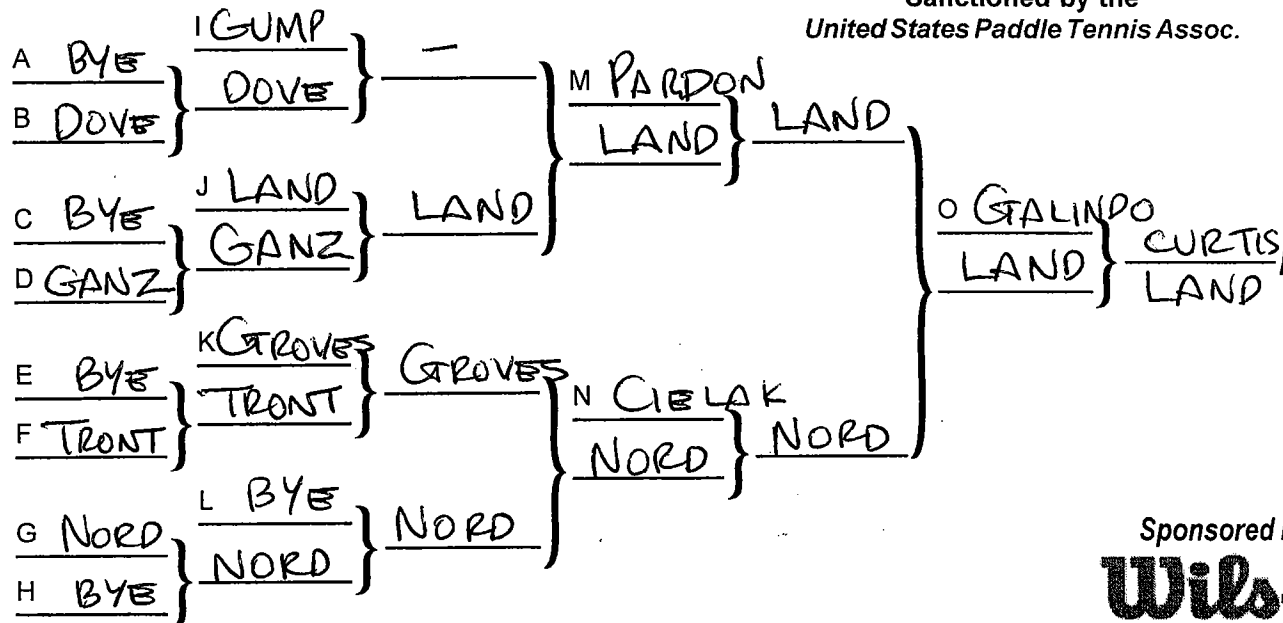 Sanctioned by the
United States Paddle Tennis Assoc.
A BYE
B DOVE
C BYE
D GANZ
E BYE
F TRONT
G NORD
H BYE
I GUMP
DOVE
J LAND
GANZ
K GROVES
TRONT
L BYE
NORD
—
LAND
GROVES
NORD
M PARDON
LAND
N CIELAK
NORD
LAND
NORD
O GALINDO
LAND
CURTIS/
LAND
Sponsored